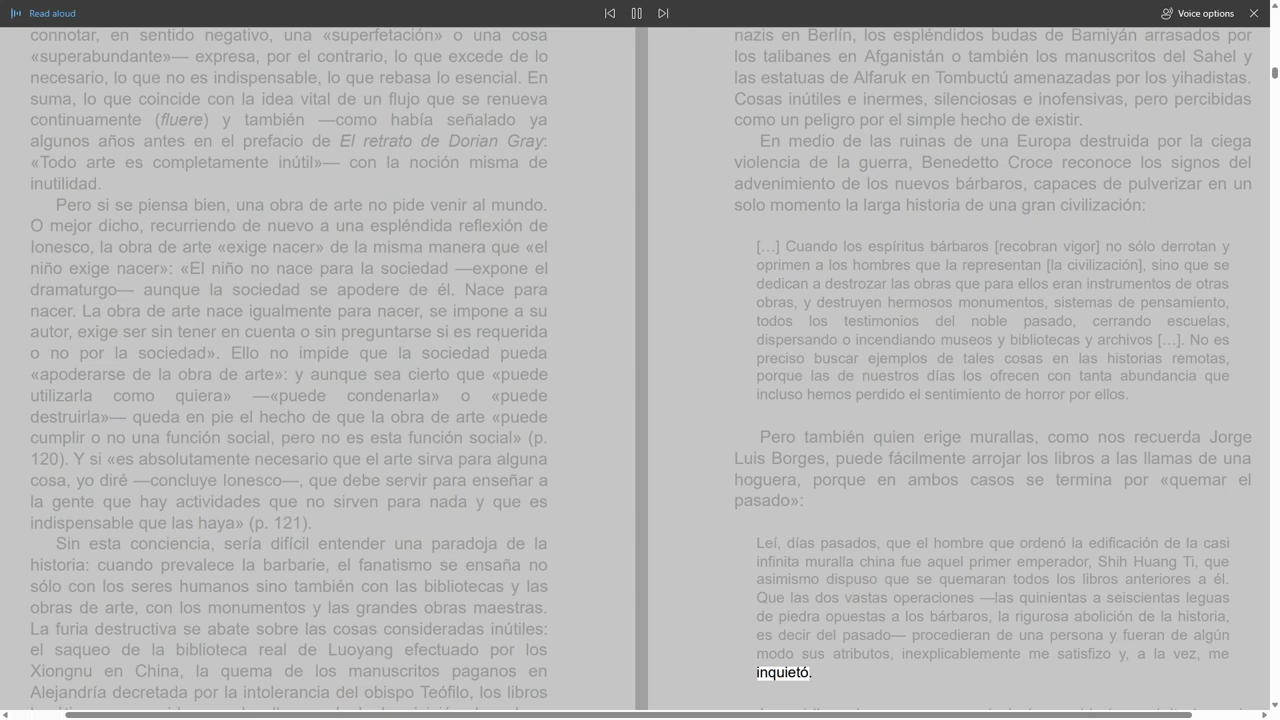 Read aloud
Voice options
connotar, en sentido negativo, una «superfetación» o una cosa
«superabundante»— expresa, por el contrario, lo que excede de lo
necesario, lo que no es indispensable, lo que rebasa lo esencial. En
suma, lo que coincide con la idea vital de un flujo que se renueva
continuamente (fluere) y también —como había señalado ya
algunos años antes en el prefacio de El retrato de Dorian Gray:
«Todo arte es completamente inútil»— con la noción misma de
inutilidad.
Pero si se piensa bien, una obra de arte no pide venir al mundo.
O mejor dicho, recurriendo de nuevo a una espléndida reflexión de
Ionesco, la obra de arte «exige nacer» de la misma manera que «el
niño exige nacer»: «El niño no nace para la sociedad —expone el
dramaturgo— aunque la sociedad se apodere de él. Nace para
nacer. La obra de arte nace igualmente para nacer, se impone a su
autor, exige ser sin tener en cuenta o sin preguntarse si es requerida
o no por la sociedad». Ello no impide que la sociedad pueda
«apoderarse de la obra de arte»: y aunque sea cierto que «puede
utilizarla como quiera» —«puede condenarla» o «puede
destruirla»— queda en pie el hecho de que la obra de arte «puede
cumplir o no una función social, pero no es esta función social» (p.
120). Y si «es absolutamente necesario que el arte sirva para alguna
cosa, yo diré —concluye Ionesco—, que debe servir para enseñar a
la gente que hay actividades que no sirven para nada y que es
indispensable que las haya» (p. 121).
Sin esta conciencia, sería difícil entender una paradoja de la
historia: cuando prevalece la barbarie, el fanatismo se ensaña no
sólo con los seres humanos sino también con las bibliotecas y las
obras de arte, con los monumentos y las grandes obras maestras.
La furia destructiva se abate sobre las cosas consideradas inútiles:
el saqueo de la biblioteca real de Luoyang efectuado por los
Xiongnu en China, la quema de los manuscritos paganos en
Alejandría decretada por la intolerancia del obispo Teófilo, los libros
nazis en Berlín, los espléndidos budas de Bamiyán arrasados por
los talibanes en Afganistán o también los manuscritos del Sahel y
las estatuas de Alfaruk en Tombuctú amenazadas por los yihadistas.
Cosas inútiles e inermes, silenciosas e inofensivas, pero percibidas
como un peligro por el simple hecho de existir.
En medio de las ruinas de una Europa destruida por la ciega
violencia de la guerra, Benedetto Croce reconoce los signos del
advenimiento de los nuevos bárbaros, capaces de pulverizar en un
solo momento la larga historia de una gran civilización:
[…] Cuando los espíritus bárbaros [recobran vigor] no sólo derrotan y
oprimen a los hombres que la representan [la civilización], sino que se
dedican a destrozar las obras que para ellos eran instrumentos de otras
obras, y destruyen hermosos monumentos, sistemas de pensamiento,
todos los testimonios del noble pasado, cerrando escuelas,
dispersando o incendiando museos y bibliotecas y archivos […]. No es
preciso buscar ejemplos de tales cosas en las historias remotas,
porque las de nuestros días los ofrecen con tanta abundancia que
incluso hemos perdido el sentimiento de horror por ellos.
Pero también quien erige murallas, como nos recuerda Jorge
Luis Borges, puede fácilmente arrojar los libros a las llamas de una
hoguera, porque en ambos casos se termina por «quemar el
pasado»:
Leí, días pasados, que el hombre que ordenó la edificación de la casi
infinita muralla china fue aquel primer emperador, Shih Huang Ti, que
asimismo dispuso que se quemaran todos los libros anteriores a él.
Que las dos vastas operaciones —las quinientas a seiscientas leguas
de piedra opuestas a los bárbaros, la rigurosa abolición de la historia,
es decir del pasado— procedieran de una persona y fueran de algún
modo sus atributos, inexplicablemente me satisfizo y, a la vez, me
inquietó.